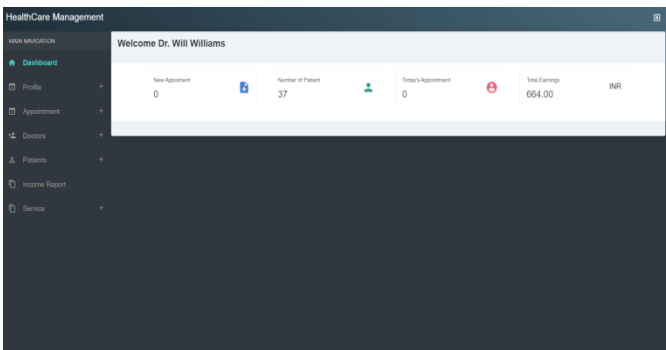 HealthCare Management
MAIN NAVIGATION
Dashboard
Profile +
Appointment +
Doctors +
Patients +
Income Report
Service +
Welcome Dr. Will Williams
New Appoiment
0
Number of Patient
37
Today's Appointment
0
Total Earnings
664.00
INR